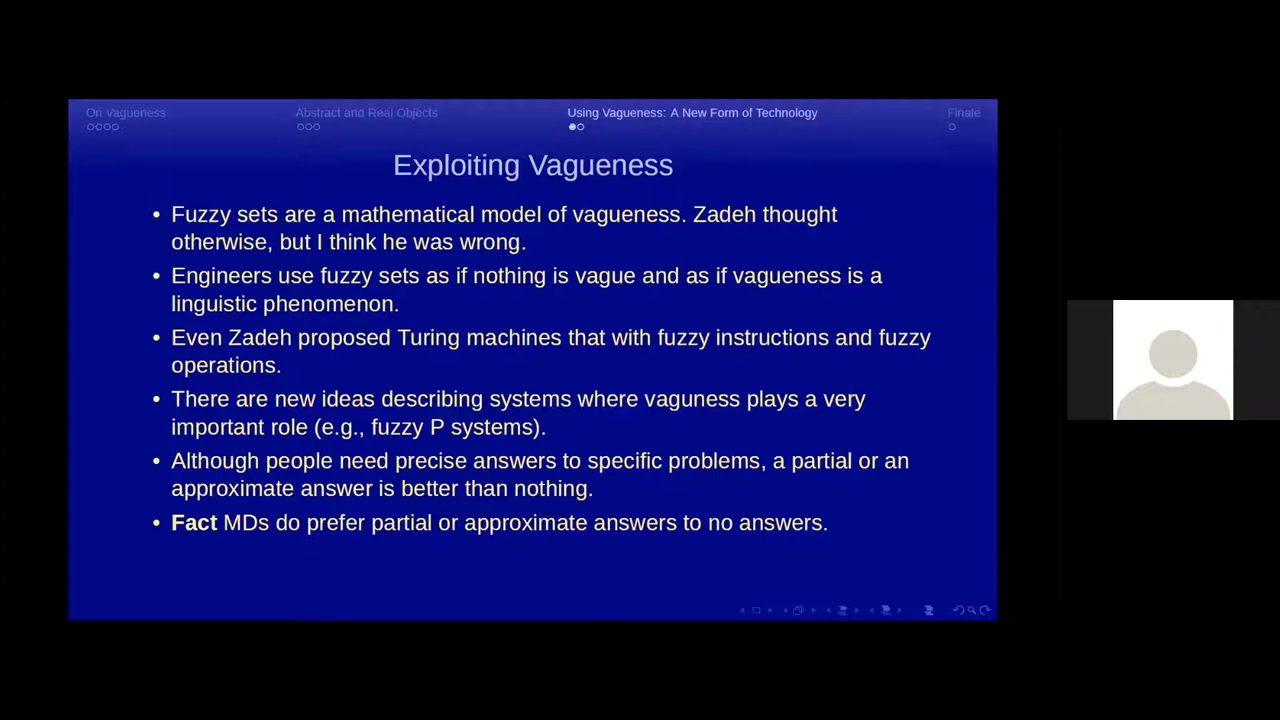 On Vagueness
Abstract and Real Objects
Using Vagueness: A New Form of Technology
Finale
Exploiting Vagueness
• Fuzzy sets are a mathematical model of vagueness. Zadeh thought
otherwise, but I think he was wrong.
• Engineers use fuzzy sets as if nothing is vague and as if vagueness is a
linguistic phenomenon.
• Even Zadeh proposed Turing machines that with fuzzy instructions and fuzzy
operations.
• There are new ideas describing systems where vaguness plays a very
important role (e.g., fuzzy P systems).
• Although people need precise answers to specific problems, a partial or an
approximate answer is better than nothing.
• Fact MDs do prefer partial or approximate answers to no answers.